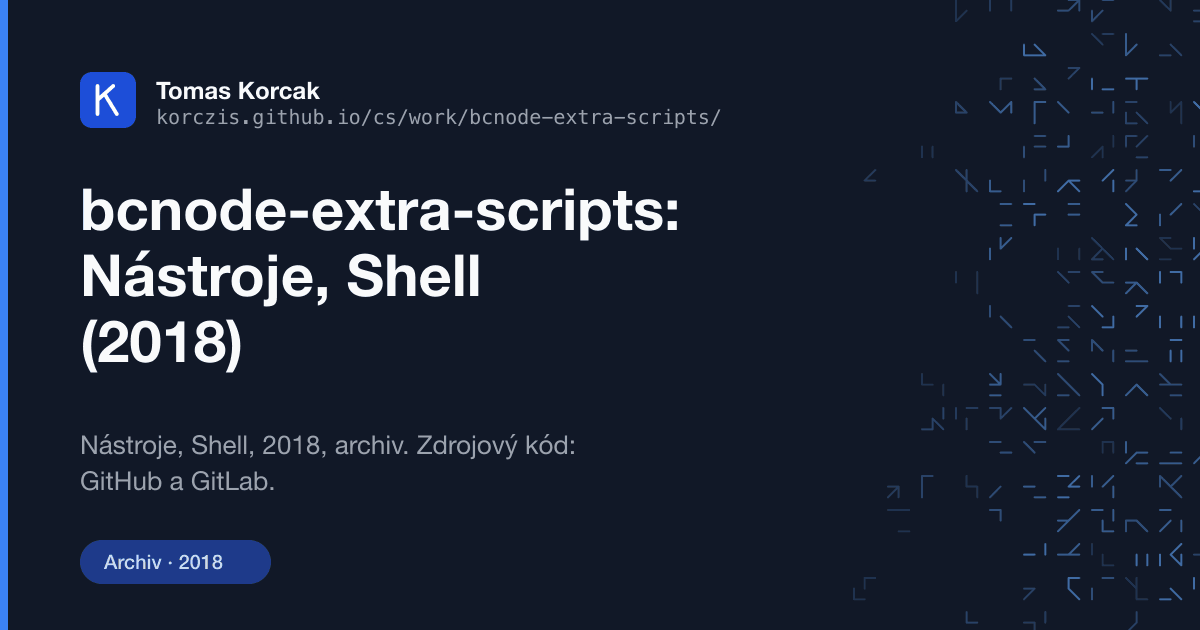 K
Tomas Korcak
korczis.github.io/cs/work/bcnode-extra-scripts/
bcnode-extra-scripts:
Nástroje, Shell
(2018)
Nástroje, Shell, 2018, archiv. Zdrojový kód:
GitHub a GitLab.
Archiv · 2018